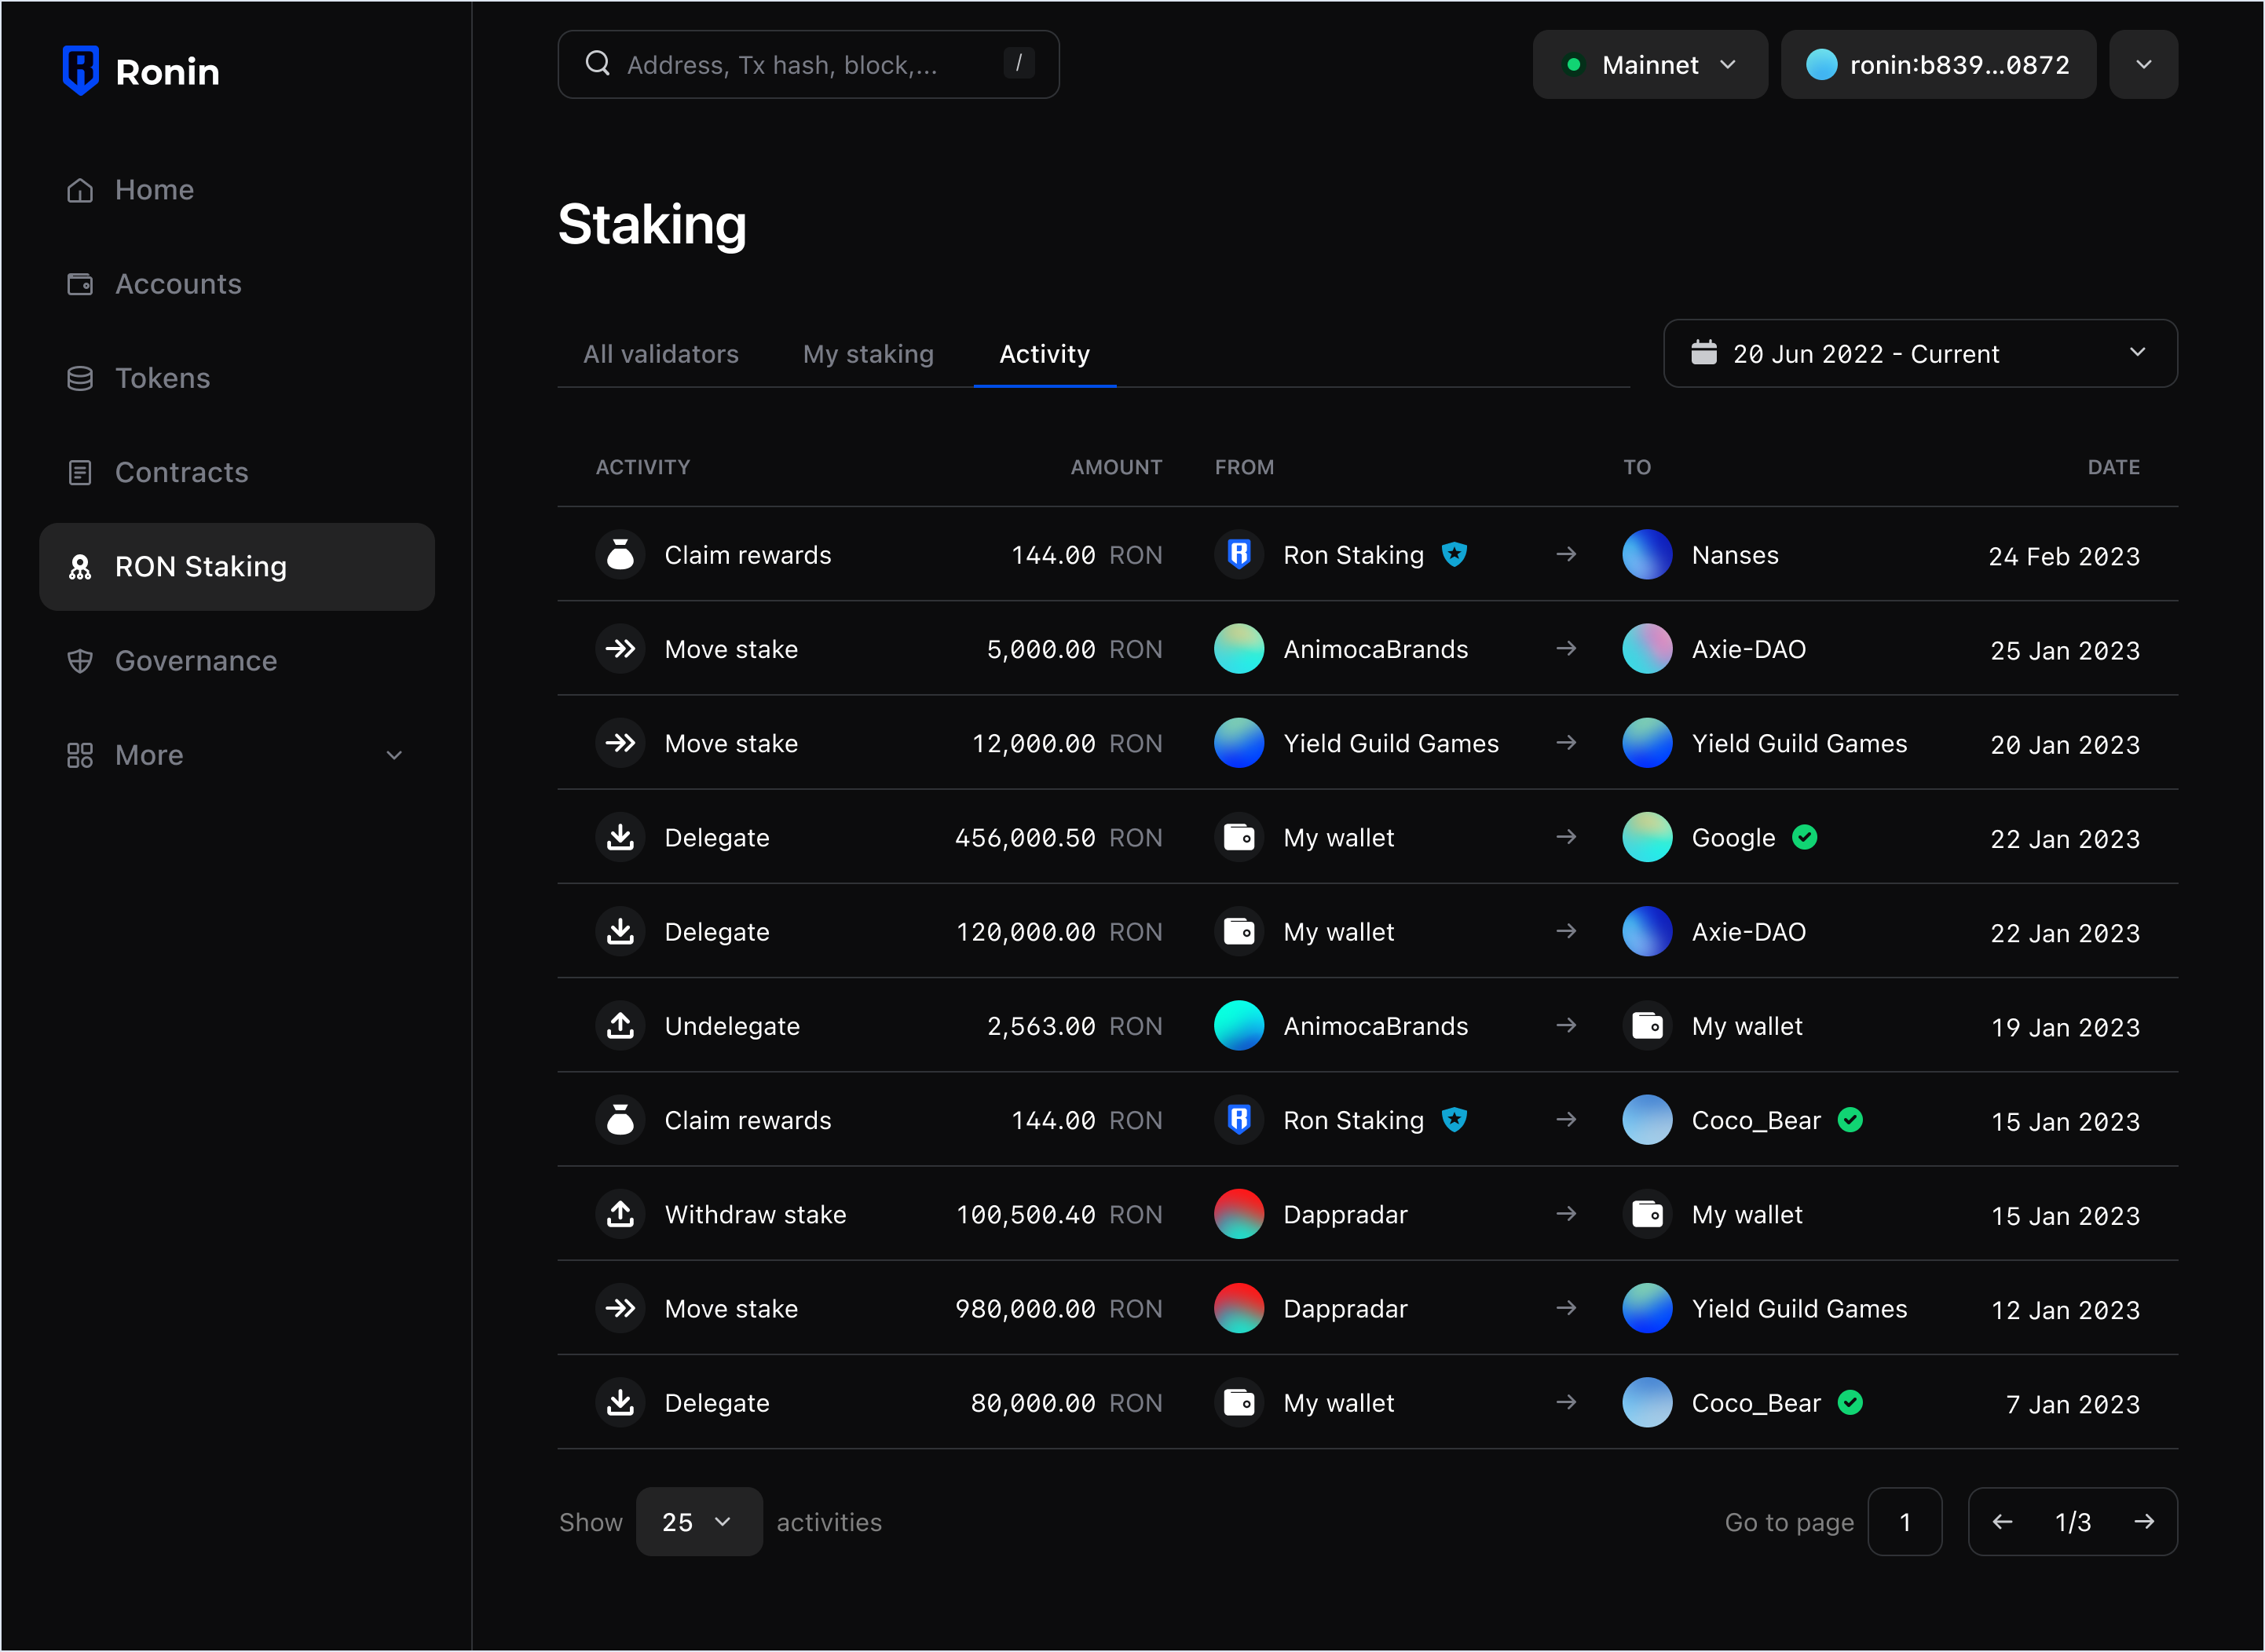 Ronin
Address, Tx hash, block,... /
Mainnet
ronin:b839...0872
Home
Accounts
Tokens
Contracts
RON Staking
Governance
More
Staking
All validators My staking Activity
20 Jun 2022 - Current
ACTIVITY AMOUNT FROM TO DATE
Claim rewards 144.00 RON Ron Staking → Nanses 24 Feb 2023
Move stake 5,000.00 RON AnimocaBrands → Axie-DAO 25 Jan 2023
Move stake 12,000.00 RON Yield Guild Games → Yield Guild Games 20 Jan 2023
Delegate 456,000.50 RON My wallet → Google 22 Jan 2023
Delegate 120,000.00 RON My wallet → Axie-DAO 22 Jan 2023
Undelegate 2,563.00 RON AnimocaBrands → My wallet 19 Jan 2023
Claim rewards 144.00 RON Ron Staking → Coco_Bear 15 Jan 2023
Withdraw stake 100,500.40 RON Dappradar → My wallet 15 Jan 2023
Move stake 980,000.00 RON Dappradar → Yield Guild Games 12 Jan 2023
Delegate 80,000.00 RON My wallet → Coco_Bear 7 Jan 2023
Show 25 activities
Go to page 1 ← 1/3 →